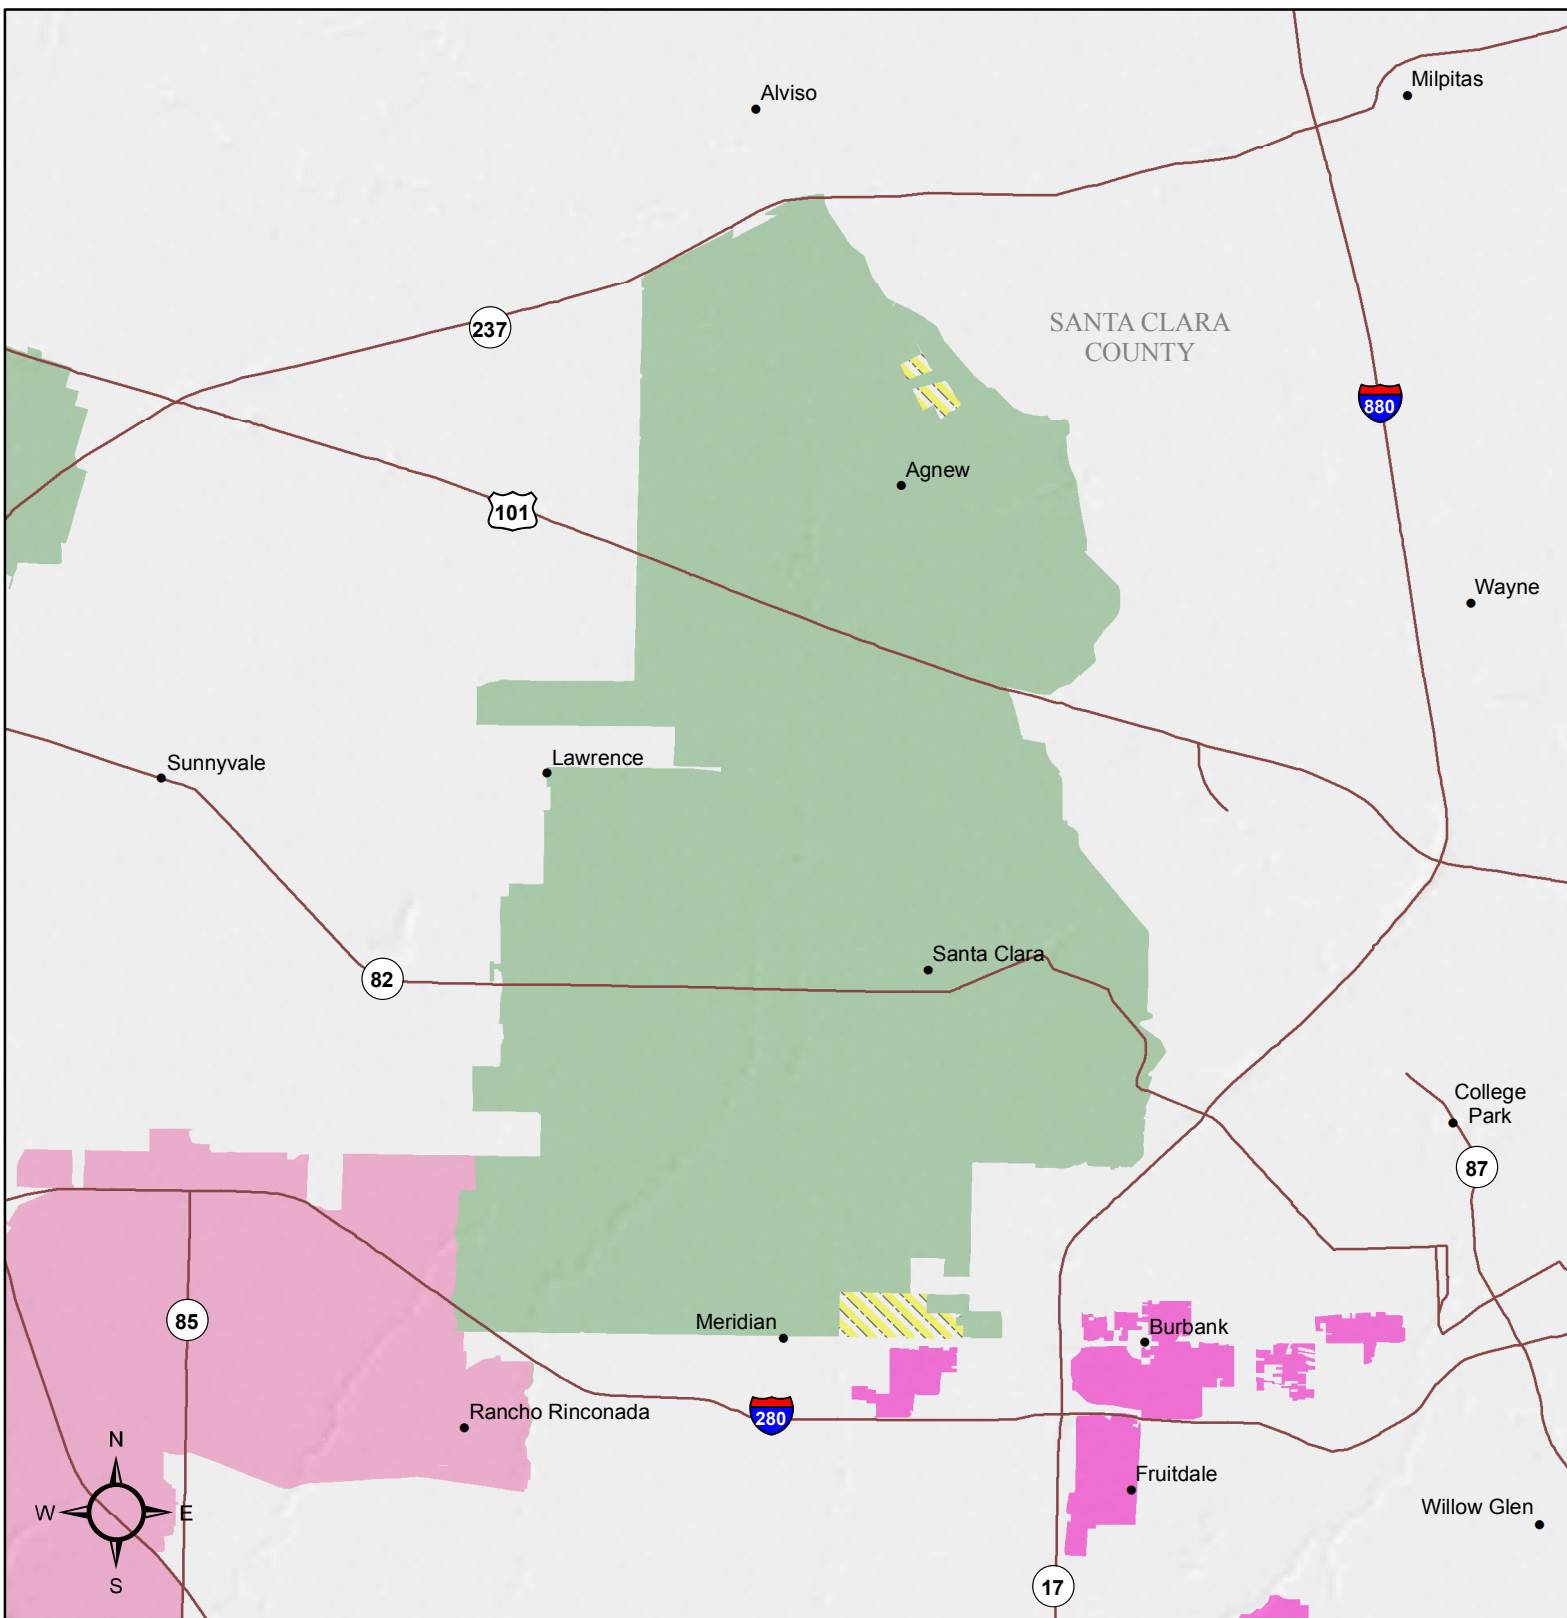 Milpitas
Alviso
SANTA CLARA
COUNTY
237
880
Agnew
101
Wayne
Lawrence
Sunnyvale
Santa Clara
82
College
Park
87
85
Meridian
Burbank
Rancho Rinconada
280
N
Fruitdale
W
E
Willow Glen
S
17